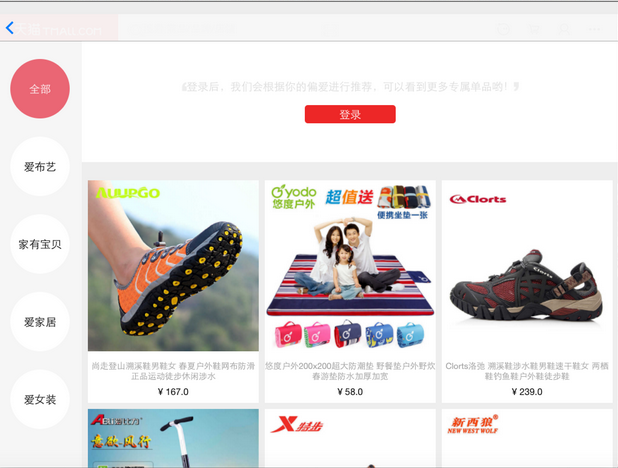 登录后，我们会根据你的偏爱进行推荐，可以看到更多专属单品哟！
登录
全部
爱布艺
家有宝贝
爱家居
爱女装
AUUPGO
yodo
悠度户外
超值送
便携坐垫一张
Clorts
Clorts
尚走登山溯溪鞋男鞋女 春夏户外鞋网布防滑
正品运动徒步休闲涉水
¥ 167.0
悠度户外200x200超大防潮垫 野餐垫户外野炊
春游垫防水加厚加宽
¥ 58.0
Clorts洛弛 溯溪鞋涉水鞋男鞋速干鞋女 两栖
鞋钓鱼鞋户外鞋徒步鞋
¥ 239.0
意欲·风行
特步
新西狼
NEW WEST WOLF